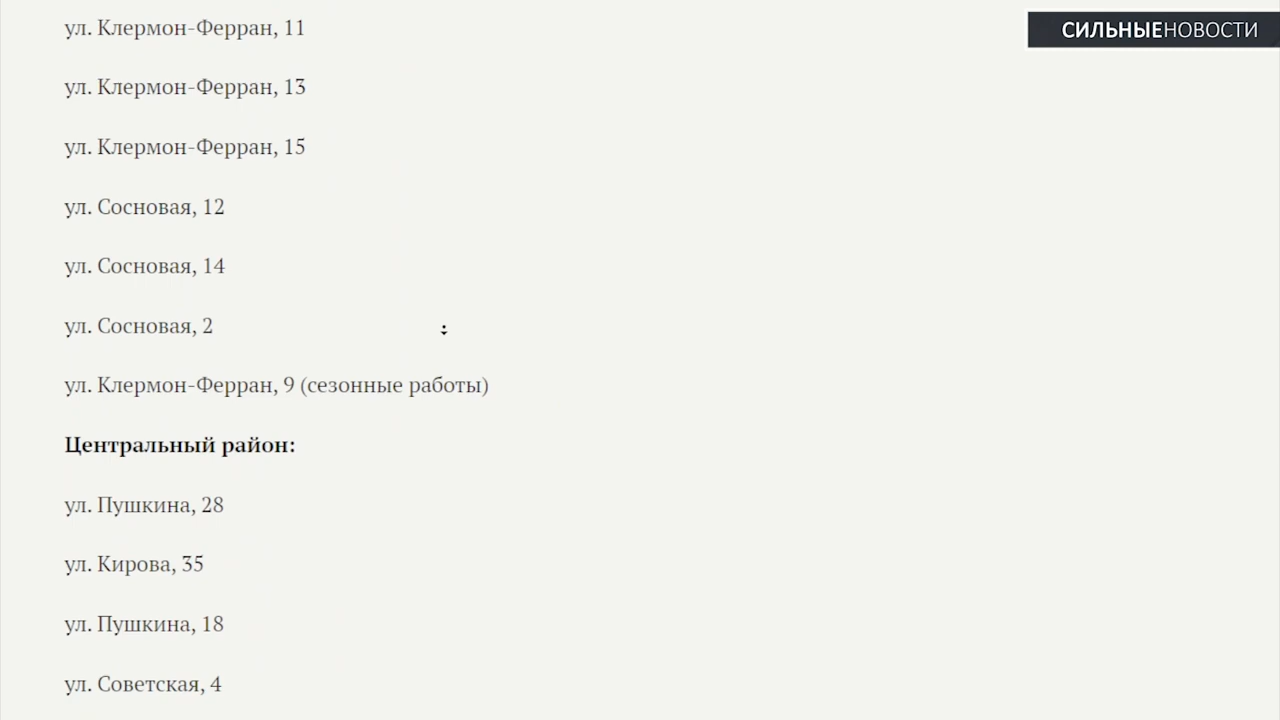 СИЛЬНЫЕНОВОСТИ
ул. Клермон-Ферран, 11
ул. Клермон-Ферран, 13
ул. Клермон-Ферран, 15
ул. Сосновая, 12
ул. Сосновая, 14
ул. Сосновая, 2
ул. Клермон-Ферран, 9 (сезонные работы)
Центральный район:
ул. Пушкина, 28
ул. Кирова, 35
ул. Пушкина, 18
ул. Советская, 4